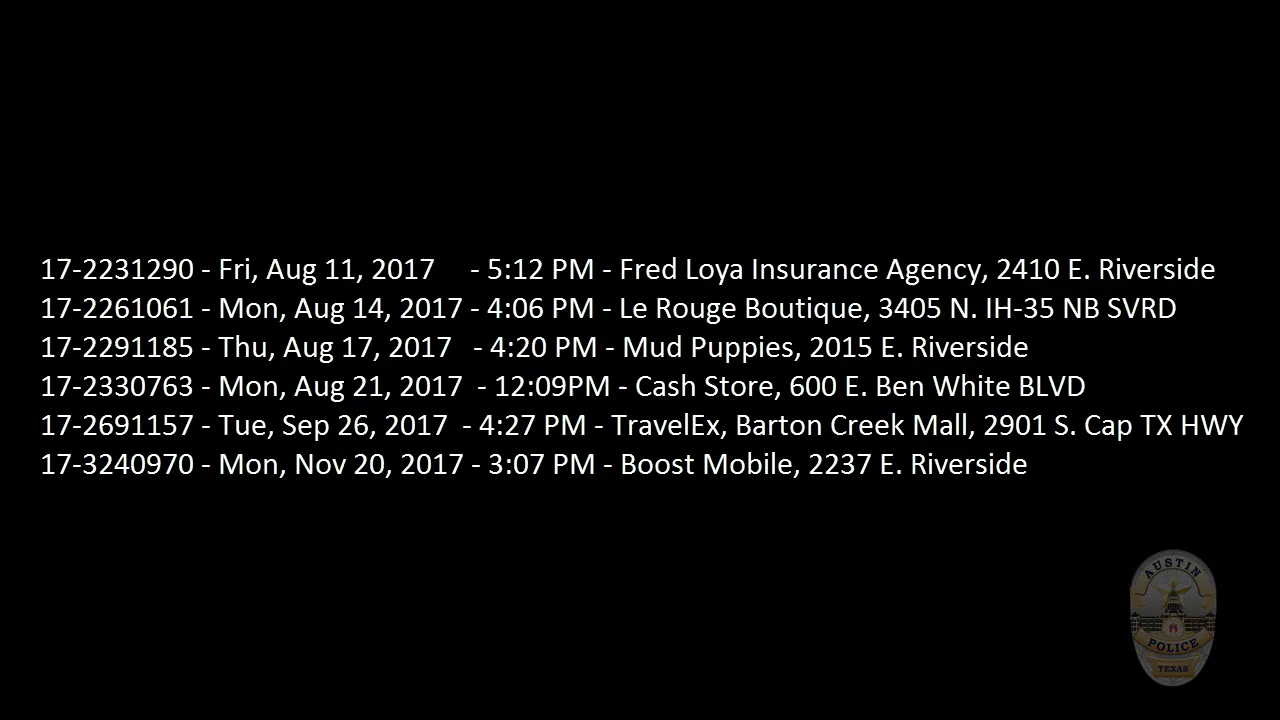 17-2231290 - Fri, Aug 11, 2017 - 5:12 PM - Fred Loya Insurance Agency, 2410 E. Riverside
17-2261061 - Mon, Aug 14, 2017 - 4:06 PM - Le Rouge Boutique, 3405 N. IH-35 NB SVRD
17-2291185 - Thu, Aug 17, 2017 - 4:20 PM - Mud Puppies, 2015 E. Riverside
17-2330763 - Mon, Aug 21, 2017 - 12:09PM - Cash Store, 600 E. Ben White BLVD
17-2691157 - Tue, Sep 26, 2017 - 4:27 PM - TravelEx, Barton Creek Mall, 2901 S. Cap TX HWY
17-3240970 - Mon, Nov 20, 2017 - 3:07 PM - Boost Mobile, 2237 E. Riverside
AUSTIN
POLICE
TEXAS